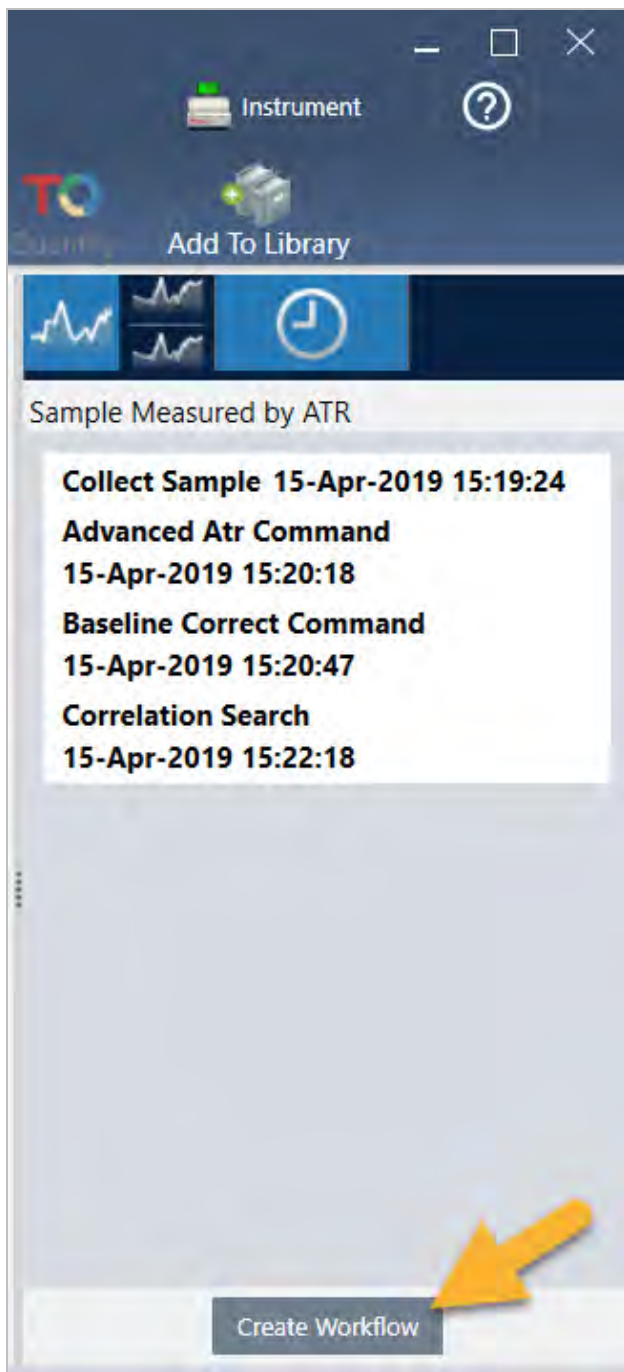 Instrument
Add To Library
Sample Measured by ATR
Collect Sample 15-Apr-2019 15:19:24
Advanced Atr Command
15-Apr-2019 15:20:18
Baseline Correct Command
15-Apr-2019 15:20:47
Correlation Search
15-Apr-2019 15:22:18
Create Workflow